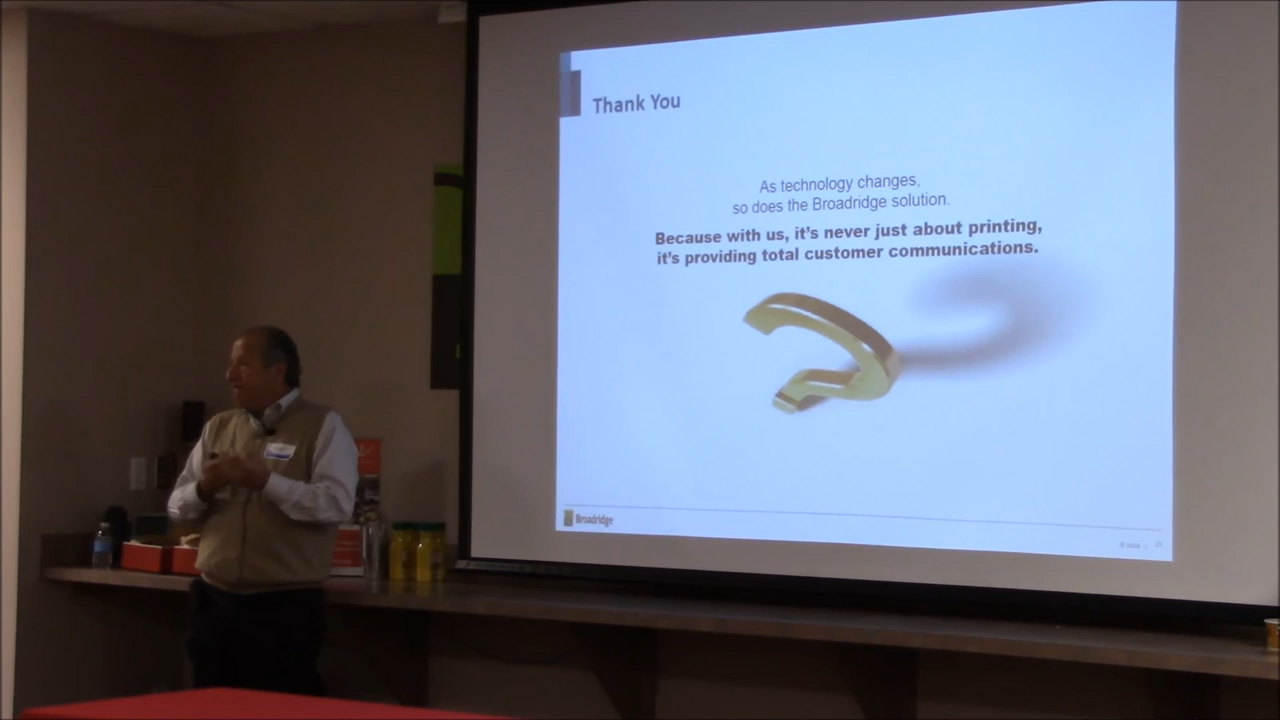 Thank You
As technology changes,
so does the Broadridge solution.
Because with us, it's never just about printing,
it's providing total customer communications.
Broadridge